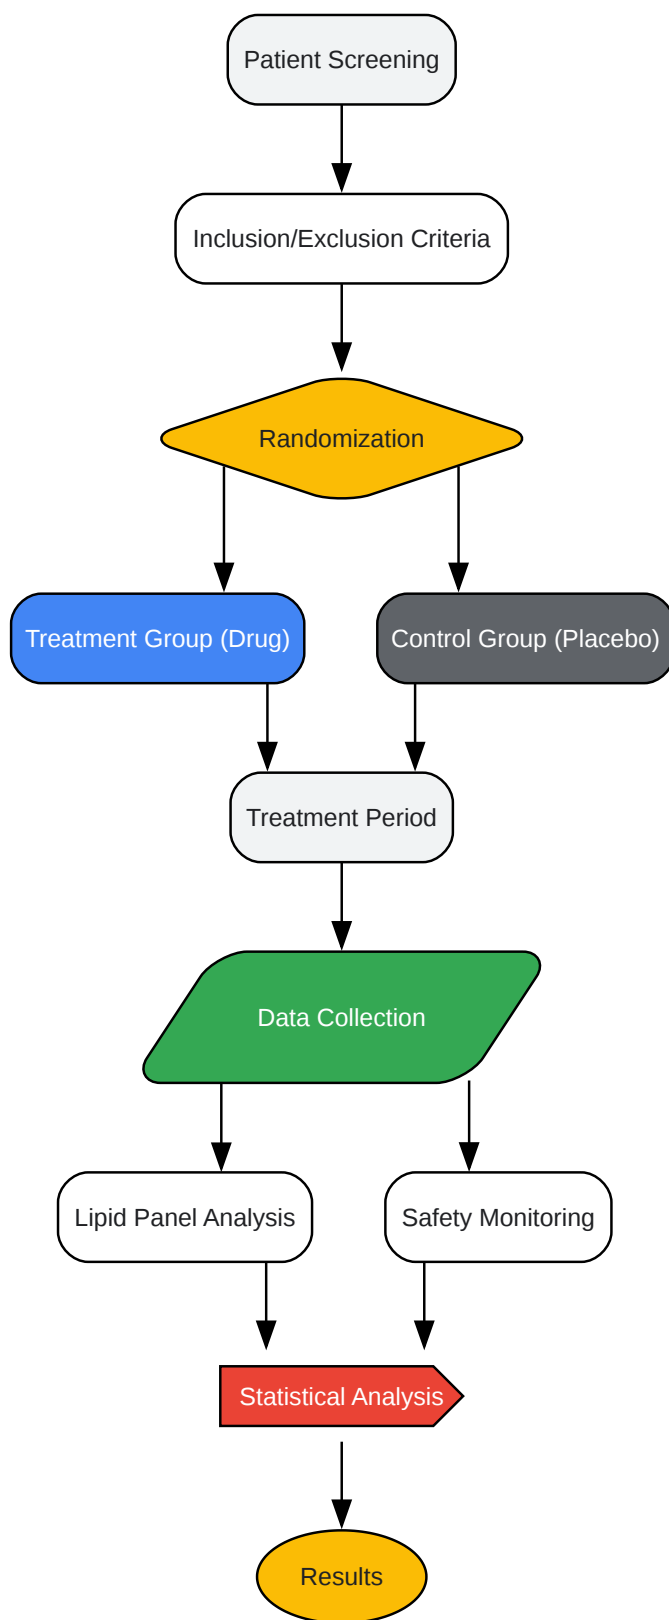 Patient Screening
Inclusion/Exclusion Criteria
Randomization
Treatment Group (Drug)
Control Group (Placebo)
Treatment Period
Data Collection
Lipid Panel Analysis
Safety Monitoring
Statistical Analysis
Results